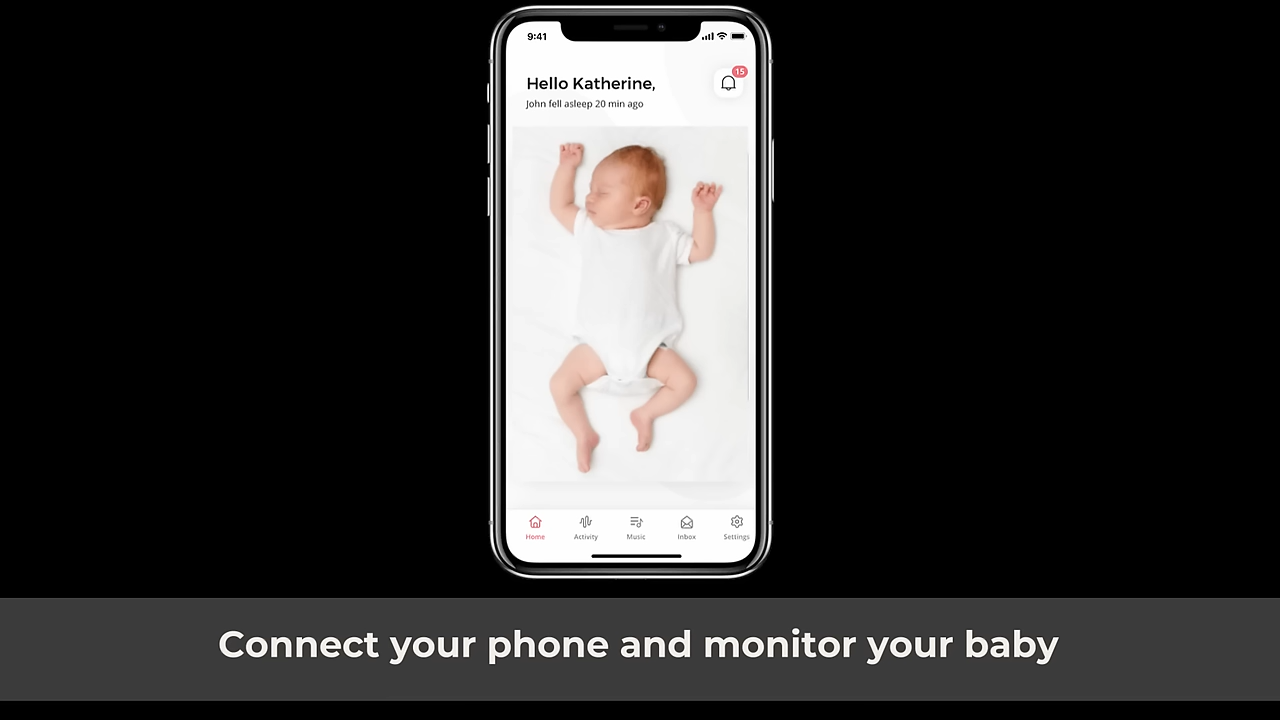 9:41
Hello Katherine,
15
John fell asleep 20 min ago
Home Activity Music Inbox Settings
Connect your phone and monitor your baby